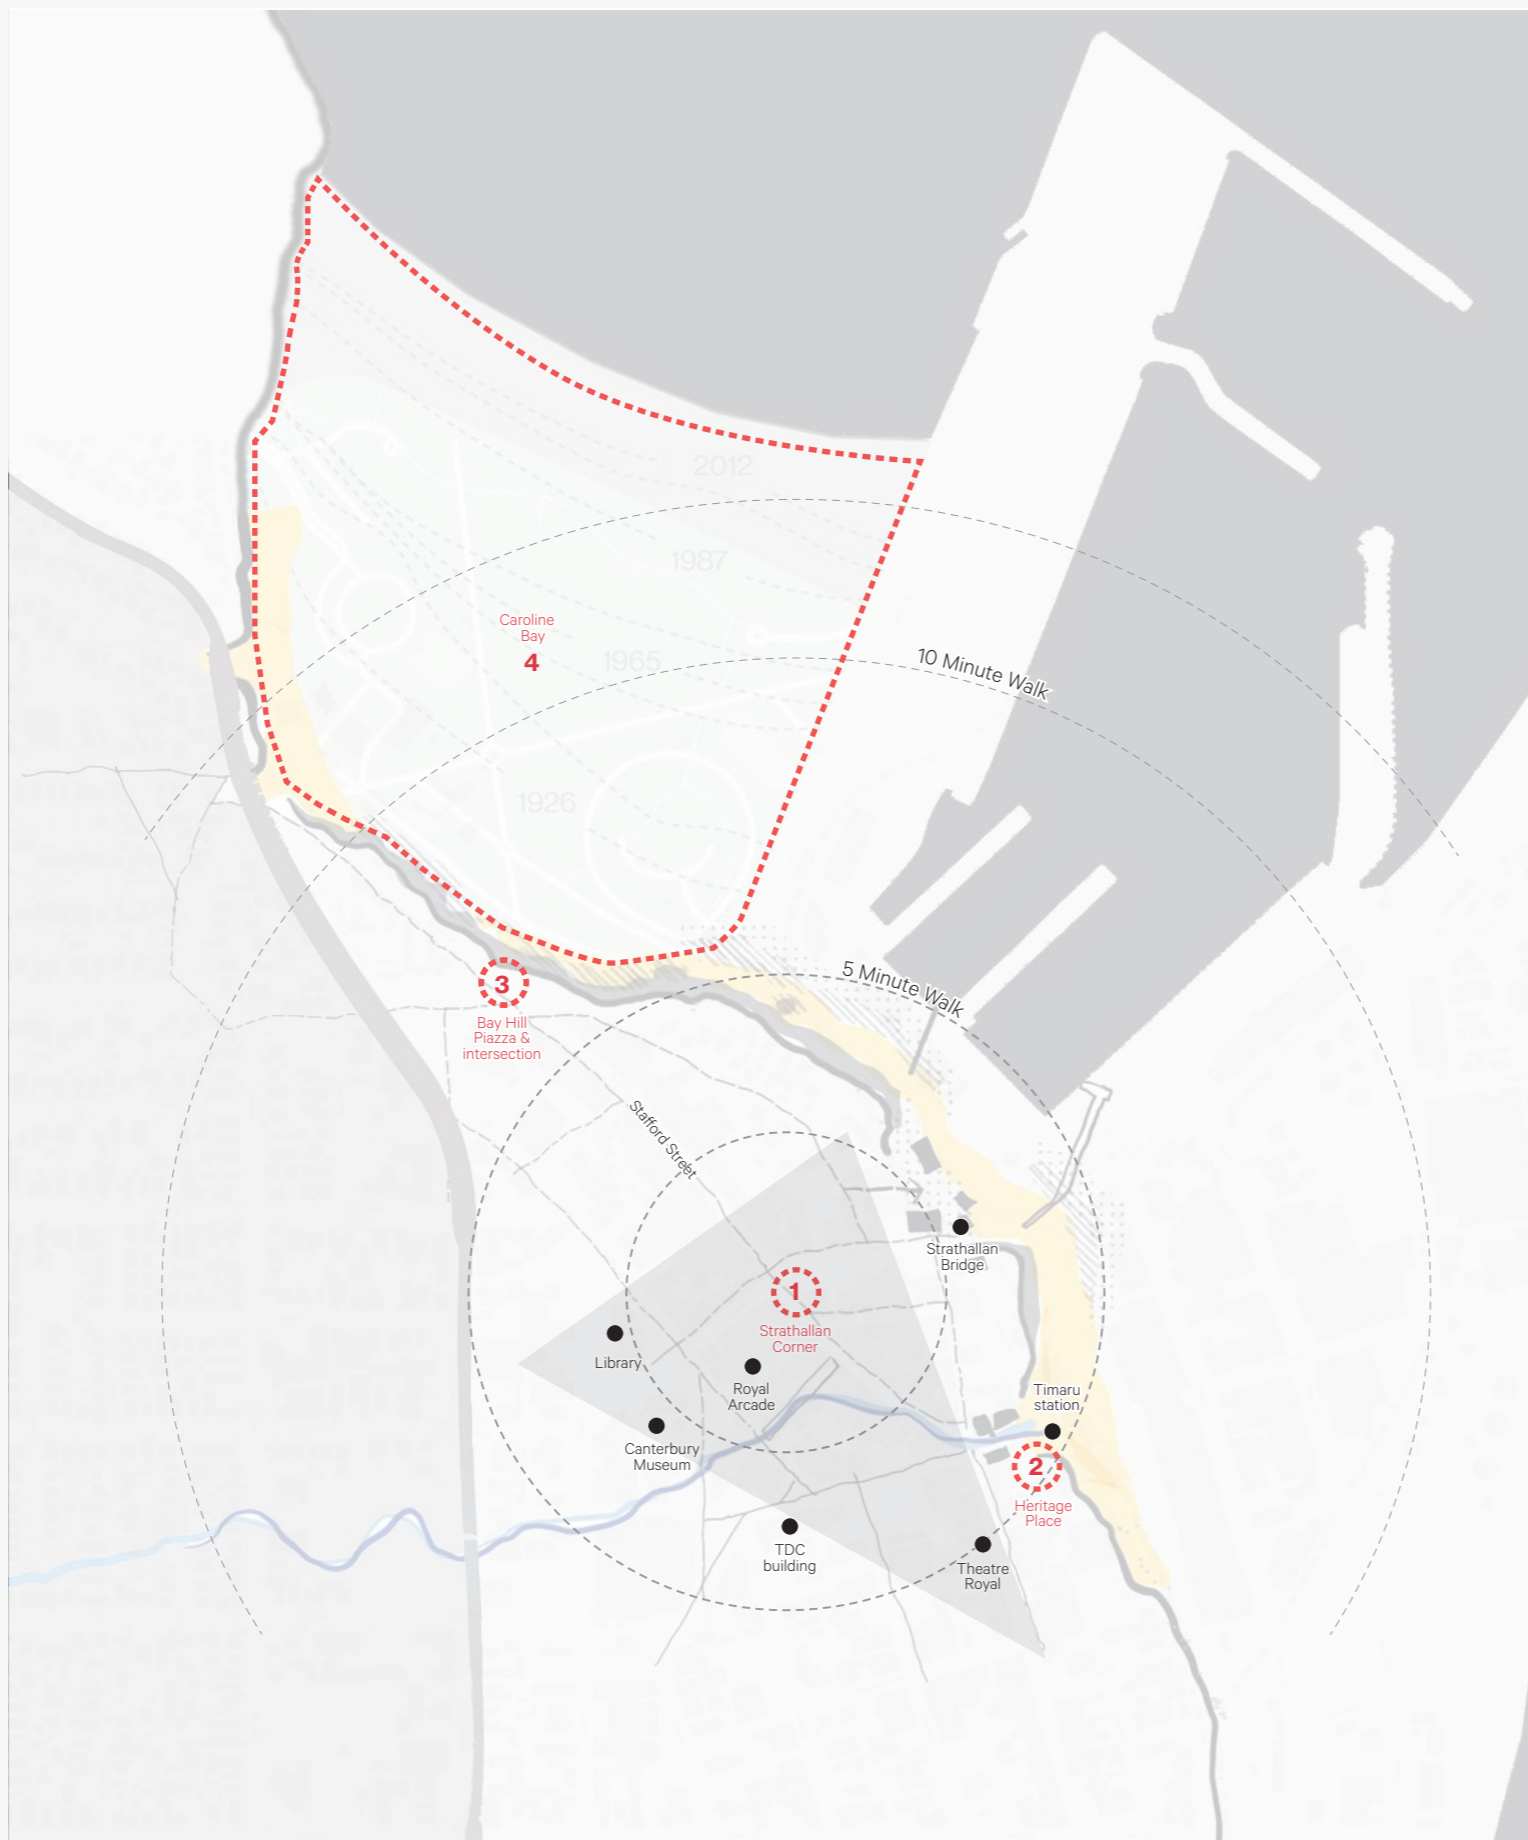 2012
1987
Caroline
Bay
4
1965
10 Minute Walk
1926
5 Minute Walk
3
Bay Hill
Piazza &
intersection
Stafford Street
Strathallan
Bridge
1
Strathallan
Corner
Library
Royal
Arcade
Timaru
station
Canterbury
Museum
2
Heritage
Place
TDC
building
Theatre
Royal